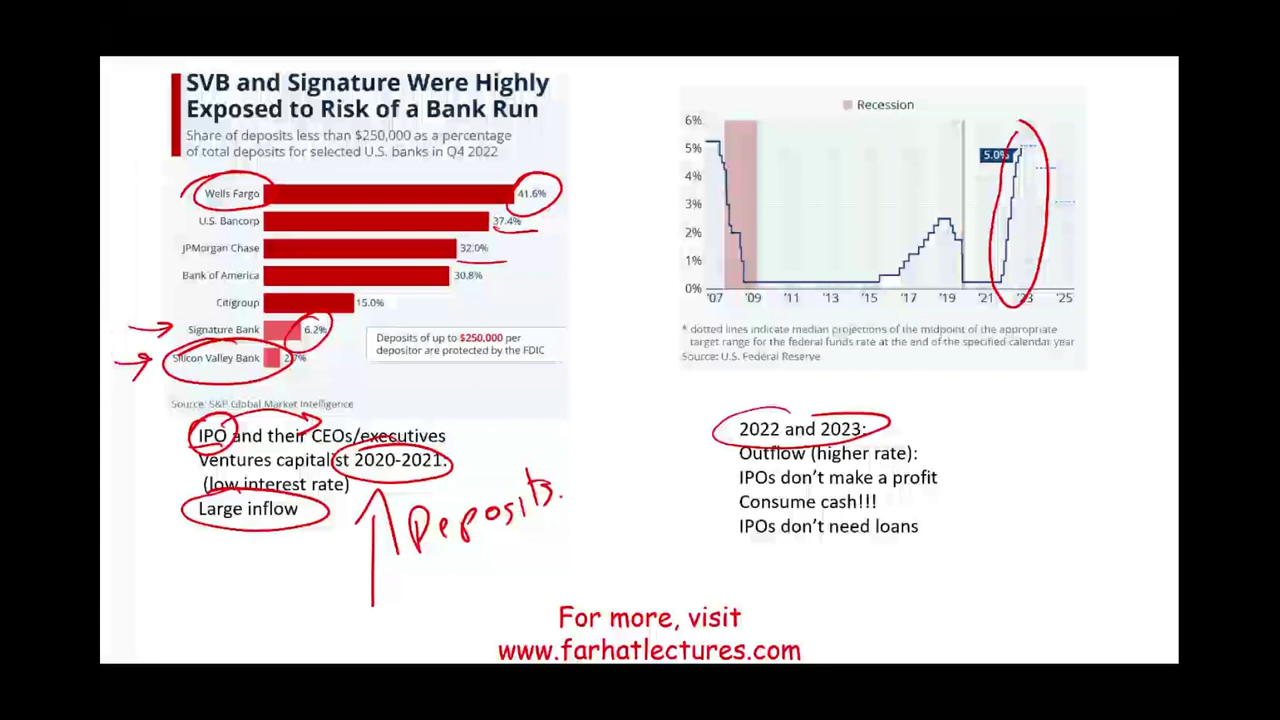 SVB and Signature Were Highly
Exposed to Risk of a Bank Run
Share of deposits less than $250,000 as a percentage
of total deposits for selected U.S. banks in Q4 2022
Wells Fargo 41.6%
U.S. Bancorp 37.4%
JPMorgan Chase 32.0%
Bank of America 30.8%
Citigroup 15.0%
Signature Bank 6.2%
Silicon Valley Bank 2.7%
Deposits of up to $250,000 per
depositor are protected by the FDIC
Source: S&P Global Market Intelligence
IPO and their CEOs/executives
Ventures capitalist 2020-2021.
(low interest rate)
Large inflow
Deposits.
Recession
6%
5%
4%
3%
2%
1%
0%
5.0%
'07 '09 '11 '13 '15 '17 '19 '21 '23 '25
* dotted lines indicate median projections of the midpoint of the appropriate
target range for the federal funds rate at the end of the specified calendar year
Source: U.S. Federal Reserve
2022 and 2023:
Outflow (higher rate):
IPOs don't make a profit
Consume cash!!!
IPOs don't need loans
For more, visit
www.farhatlectures.com